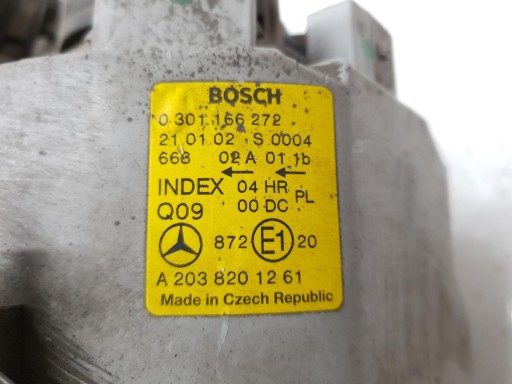 BOSCH
0 301 166 272
21 01 02 S 0004
668 02 A 01 1b
INDEX 04 HR PL
Q09 00 DC
872 E1 20
A 203 820 12 61
Made in Czech Republic